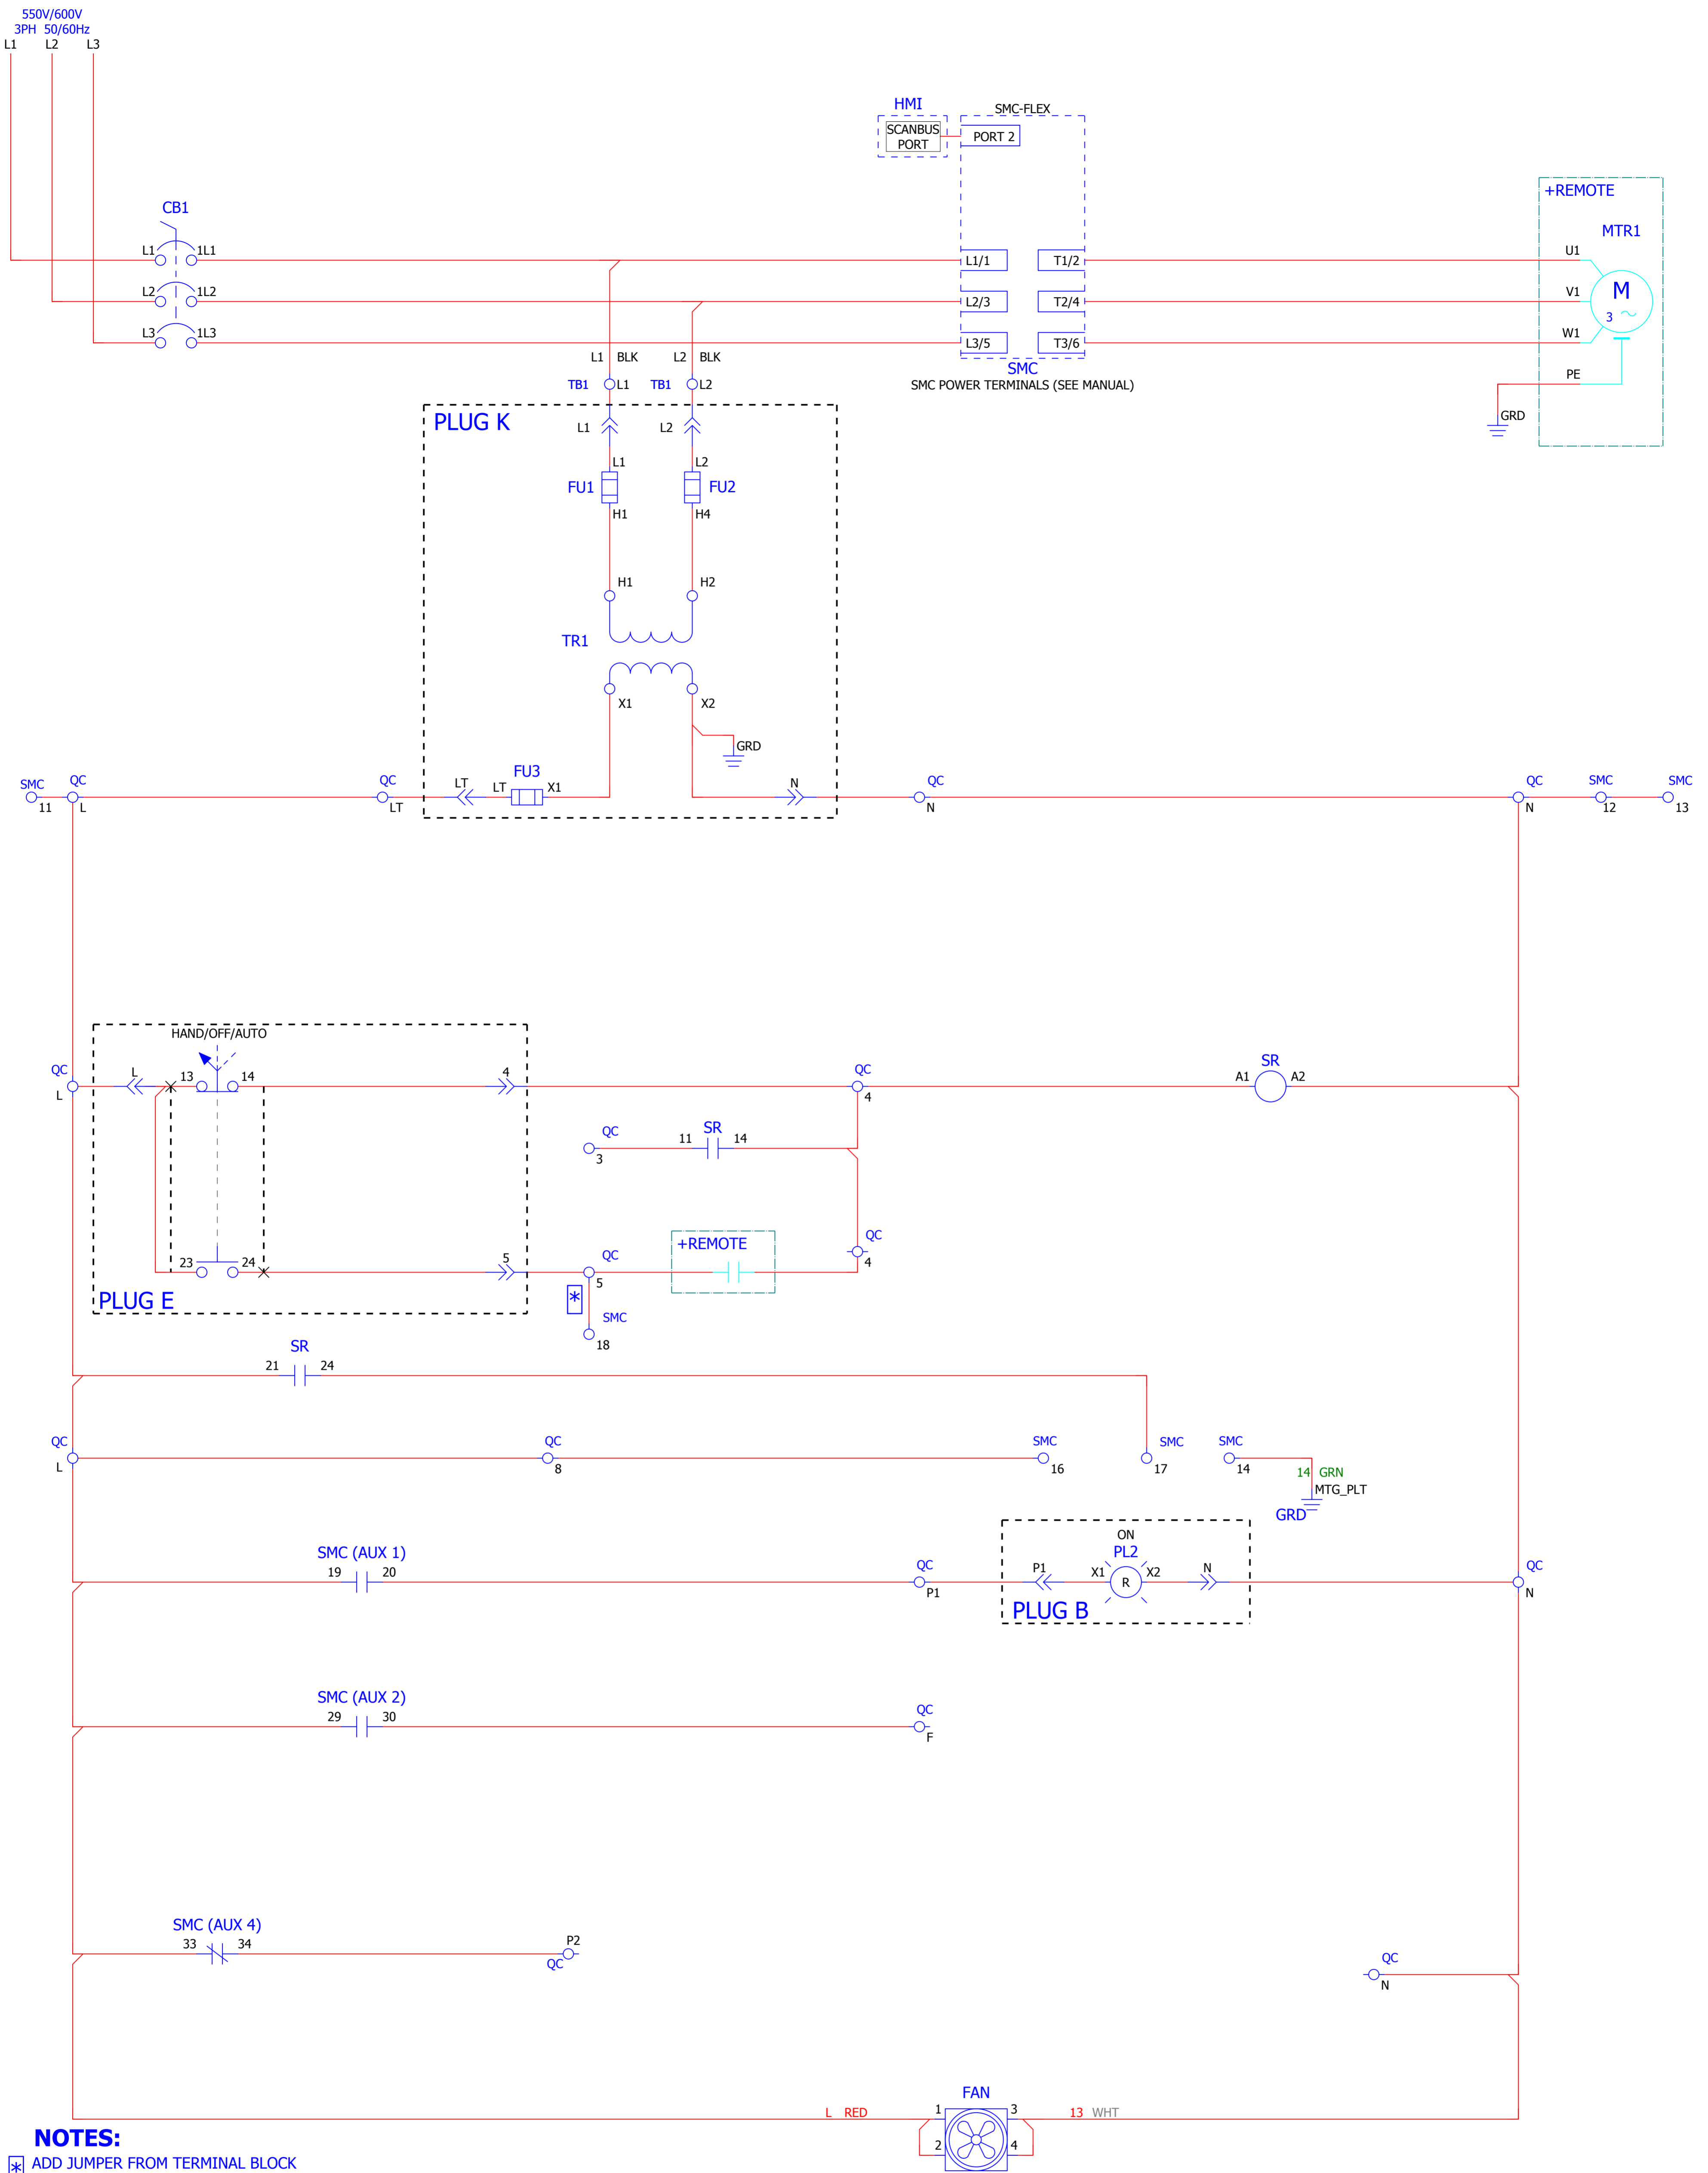 550V/600V
3PH 50/60Hz
L1 L2 L3
HMI
SCANBUS
PORT
SMC-FLEX
PORT 2
+REMOTE
MTR1
CB1
L1 1L1
L1/1 T1/2
U1
L2 1L2
L2/3 T2/4
V1
M
3
L3 1L3
L3/5 T3/6
W1
SMC
SMC POWER TERMINALS (SEE MANUAL)
PE
GRD
L1 BLK L2 BLK
TB1 L1 TB1 L2
PLUG K
L1 L2
L1 L2
FU1 FU2
H1 H4
H1 H2
TR1
X1 X2
GRD
SMC
11
QC
L
QC
LT
LT LT
FU3
X1
N
QC
N
QC
N
SMC
12
SMC
13
HAND/OFF/AUTO
QC
L
L
13 14
4
QC
4
SR
A1 A2
QC
3
SR
11 14
+REMOTE
QC
4
23 24
5
QC
5
*
SMC
18
PLUG E
SR
21 24
QC
L
QC
8
SMC
16
SMC
17
SMC
14
14 GRN
MTG_PLT
GRD
SMC (AUX 1)
19 20
QC
P1
ON
PL2
P1
X1 R X2
N
PLUG B
QC
N
SMC (AUX 2)
29 30
QC
F
SMC (AUX 4)
33 34
P2
QC
QC
N
FAN
L RED
1 3
13 WHT
2 4
NOTES:
* ADD JUMPER FROM TERMINAL BLOCK